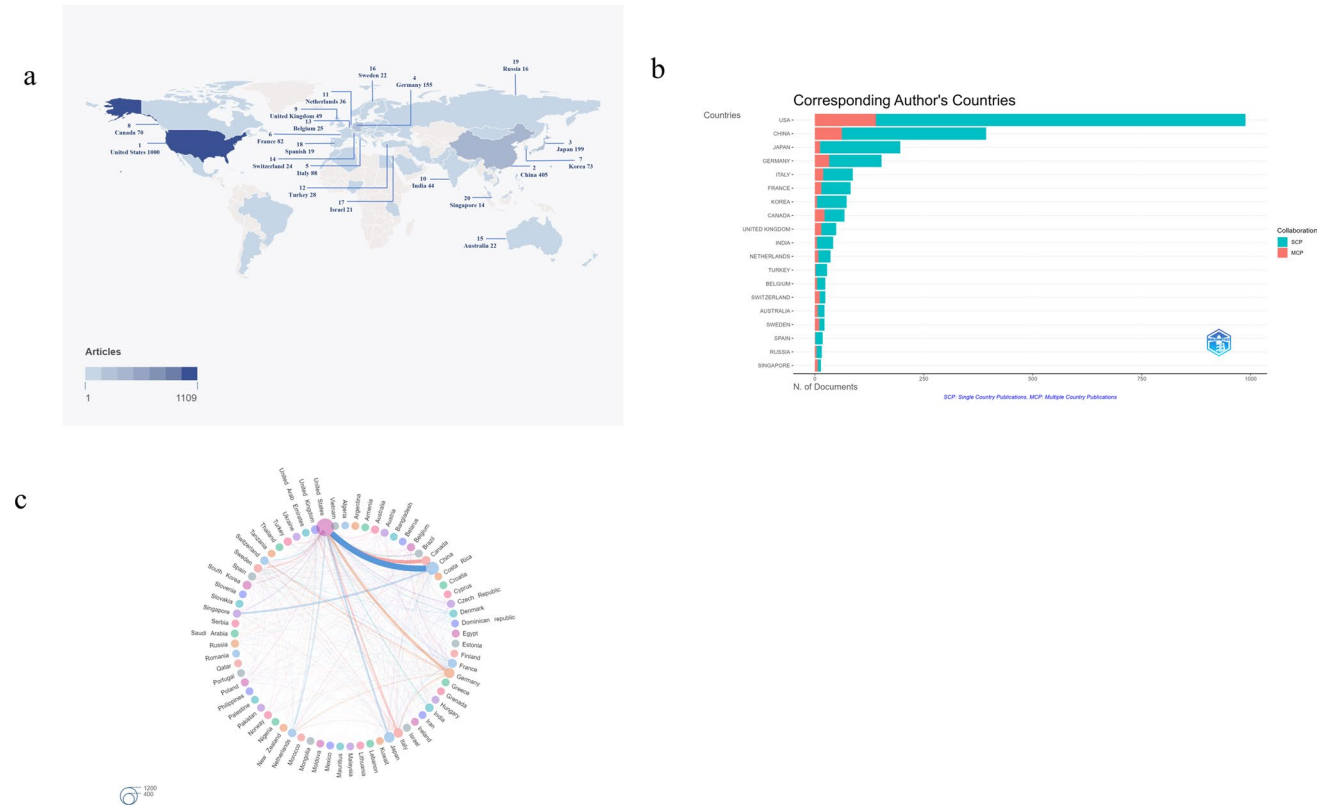 a
16
Sweden 22
4
Germany 155
19
Russia 16
11
Netherlands 36
9
United Kingdom 49
13
Belgium 25
8
Canada 70
1
United States 1000
6
France 82
18
Spanish 19
14
Switzerland 24
5
Italy 88
12
Turkey 28
17
Israel 21
10
India 44
20
Singapore 14
2
China 405
3
Japan 199
7
Korea 73
15
Australia 22
Articles
1 1109
b
Corresponding Author's Countries
Countries
USA
CHINA
JAPAN
GERMANY
ITALY
FRANCE
KOREA
CANADA
UNITED KINGDOM
INDIA
NETHERLANDS
TURKEY
BELGIUM
SWITZERLAND
AUSTRALIA
SWEDEN
SPAIN
RUSSIA
SINGAPORE
0 250 500 750 1000
N. of Documents
SCP: Single Country Publications, MCP: Multiple Country Publications
Collaboration
SCP
MCP
c
Vietnam
Algeria
Argentina
Armenia
Australia
Austria
Bangladesh
Belarus
Belgium
Brazil
Canada
China
Costa Rica
Croatia
Cyprus
Czech Republic
Denmark
Dominican republic
Egypt
Estonia
Finland
France
Germany
Greece
Grenada
Hungary
India
Iran
Ireland
Israel
Italy
Japan
Kuwait
Lebanon
Lithuania
Malaysia
Mauritus
Mexico
Moldova
Mongolia
Morocco
Netherlands
New Zealand
Nigeria
Norway
Pakistan
Palestine
Philippines
Poland
Portugal
Qatar
Romania
Russia
Saudi Arabia
Serbia
Singapore
Slovakia
Slovenia
South Korea
Spain
Sweden
Switzerland
Tanzania
Thailand
Turkey
Ukraine
United Arab Emirates
United Kingdom
United States
1200
400